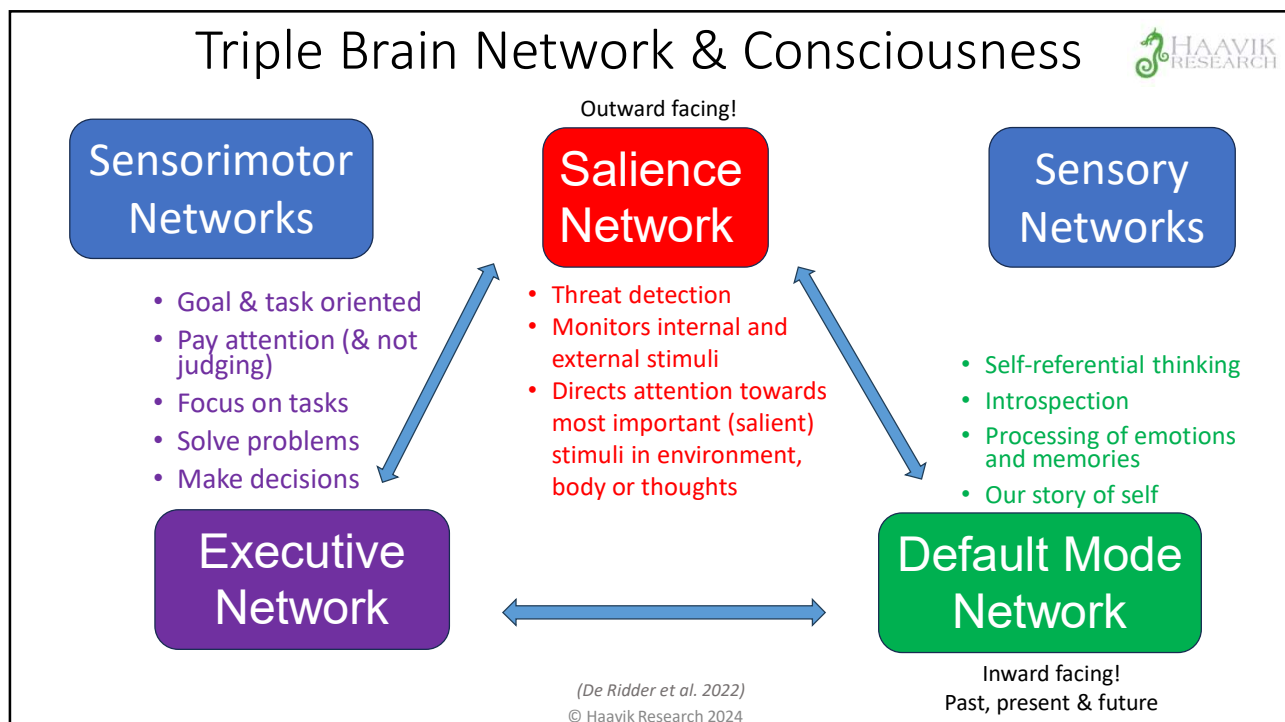 Triple Brain Network & Consciousness
HAAVIK
RESEARCH
Outward facing!
Sensorimotor
Networks
Salience
Network
Sensory
Networks
• Goal & task oriented
• Pay attention (& not
judging)
• Focus on tasks
• Solve problems
• Make decisions
• Threat detection
• Monitors internal and
external stimuli
• Directs attention towards
most important (salient)
stimuli in environment,
body or thoughts
• Self-referential thinking
• Introspection
• Processing of emotions
and memories
• Our story of self
Executive
Network
Default Mode
Network
Inward facing!
Past, present & future
(De Ridder et al. 2022)
© Haavik Research 2024